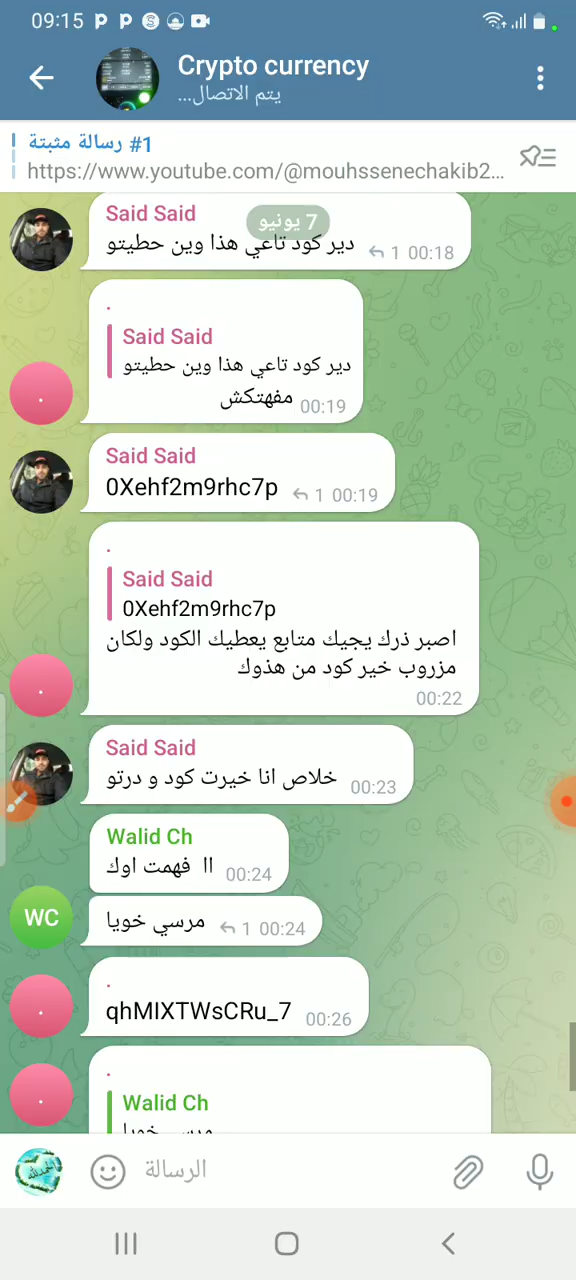 09:15
Crypto currency
يتم الاتصال...
رسالة مثبتة #1
https://www.youtube.com/@mouhssenechakib2...
7 يونيو
Said Said
دير كود تاعي هذا وين حطيتو
1 00:18
.
Said Said
دير كود تاعي هذا وين حطيتو
مفهتكش
00:19
.
Said Said
0Xehf2m9rhc7p
1 00:19
.
Said Said
0Xehf2m9rhc7p
اصبر ذرك يجيك متابع يعطيك الكود ولكان
مزروب خير كود من هذوك
00:22
.
Said Said
خلاص انا خيرت كود و درتو
00:23
Walid Ch
اا فهمت اوك
00:24
WC
مرسي خويا
1 00:24
.
qhMIXTWsCRu_7
00:26
.
.
Walid Ch
مرسي خويا
.
الرسالة